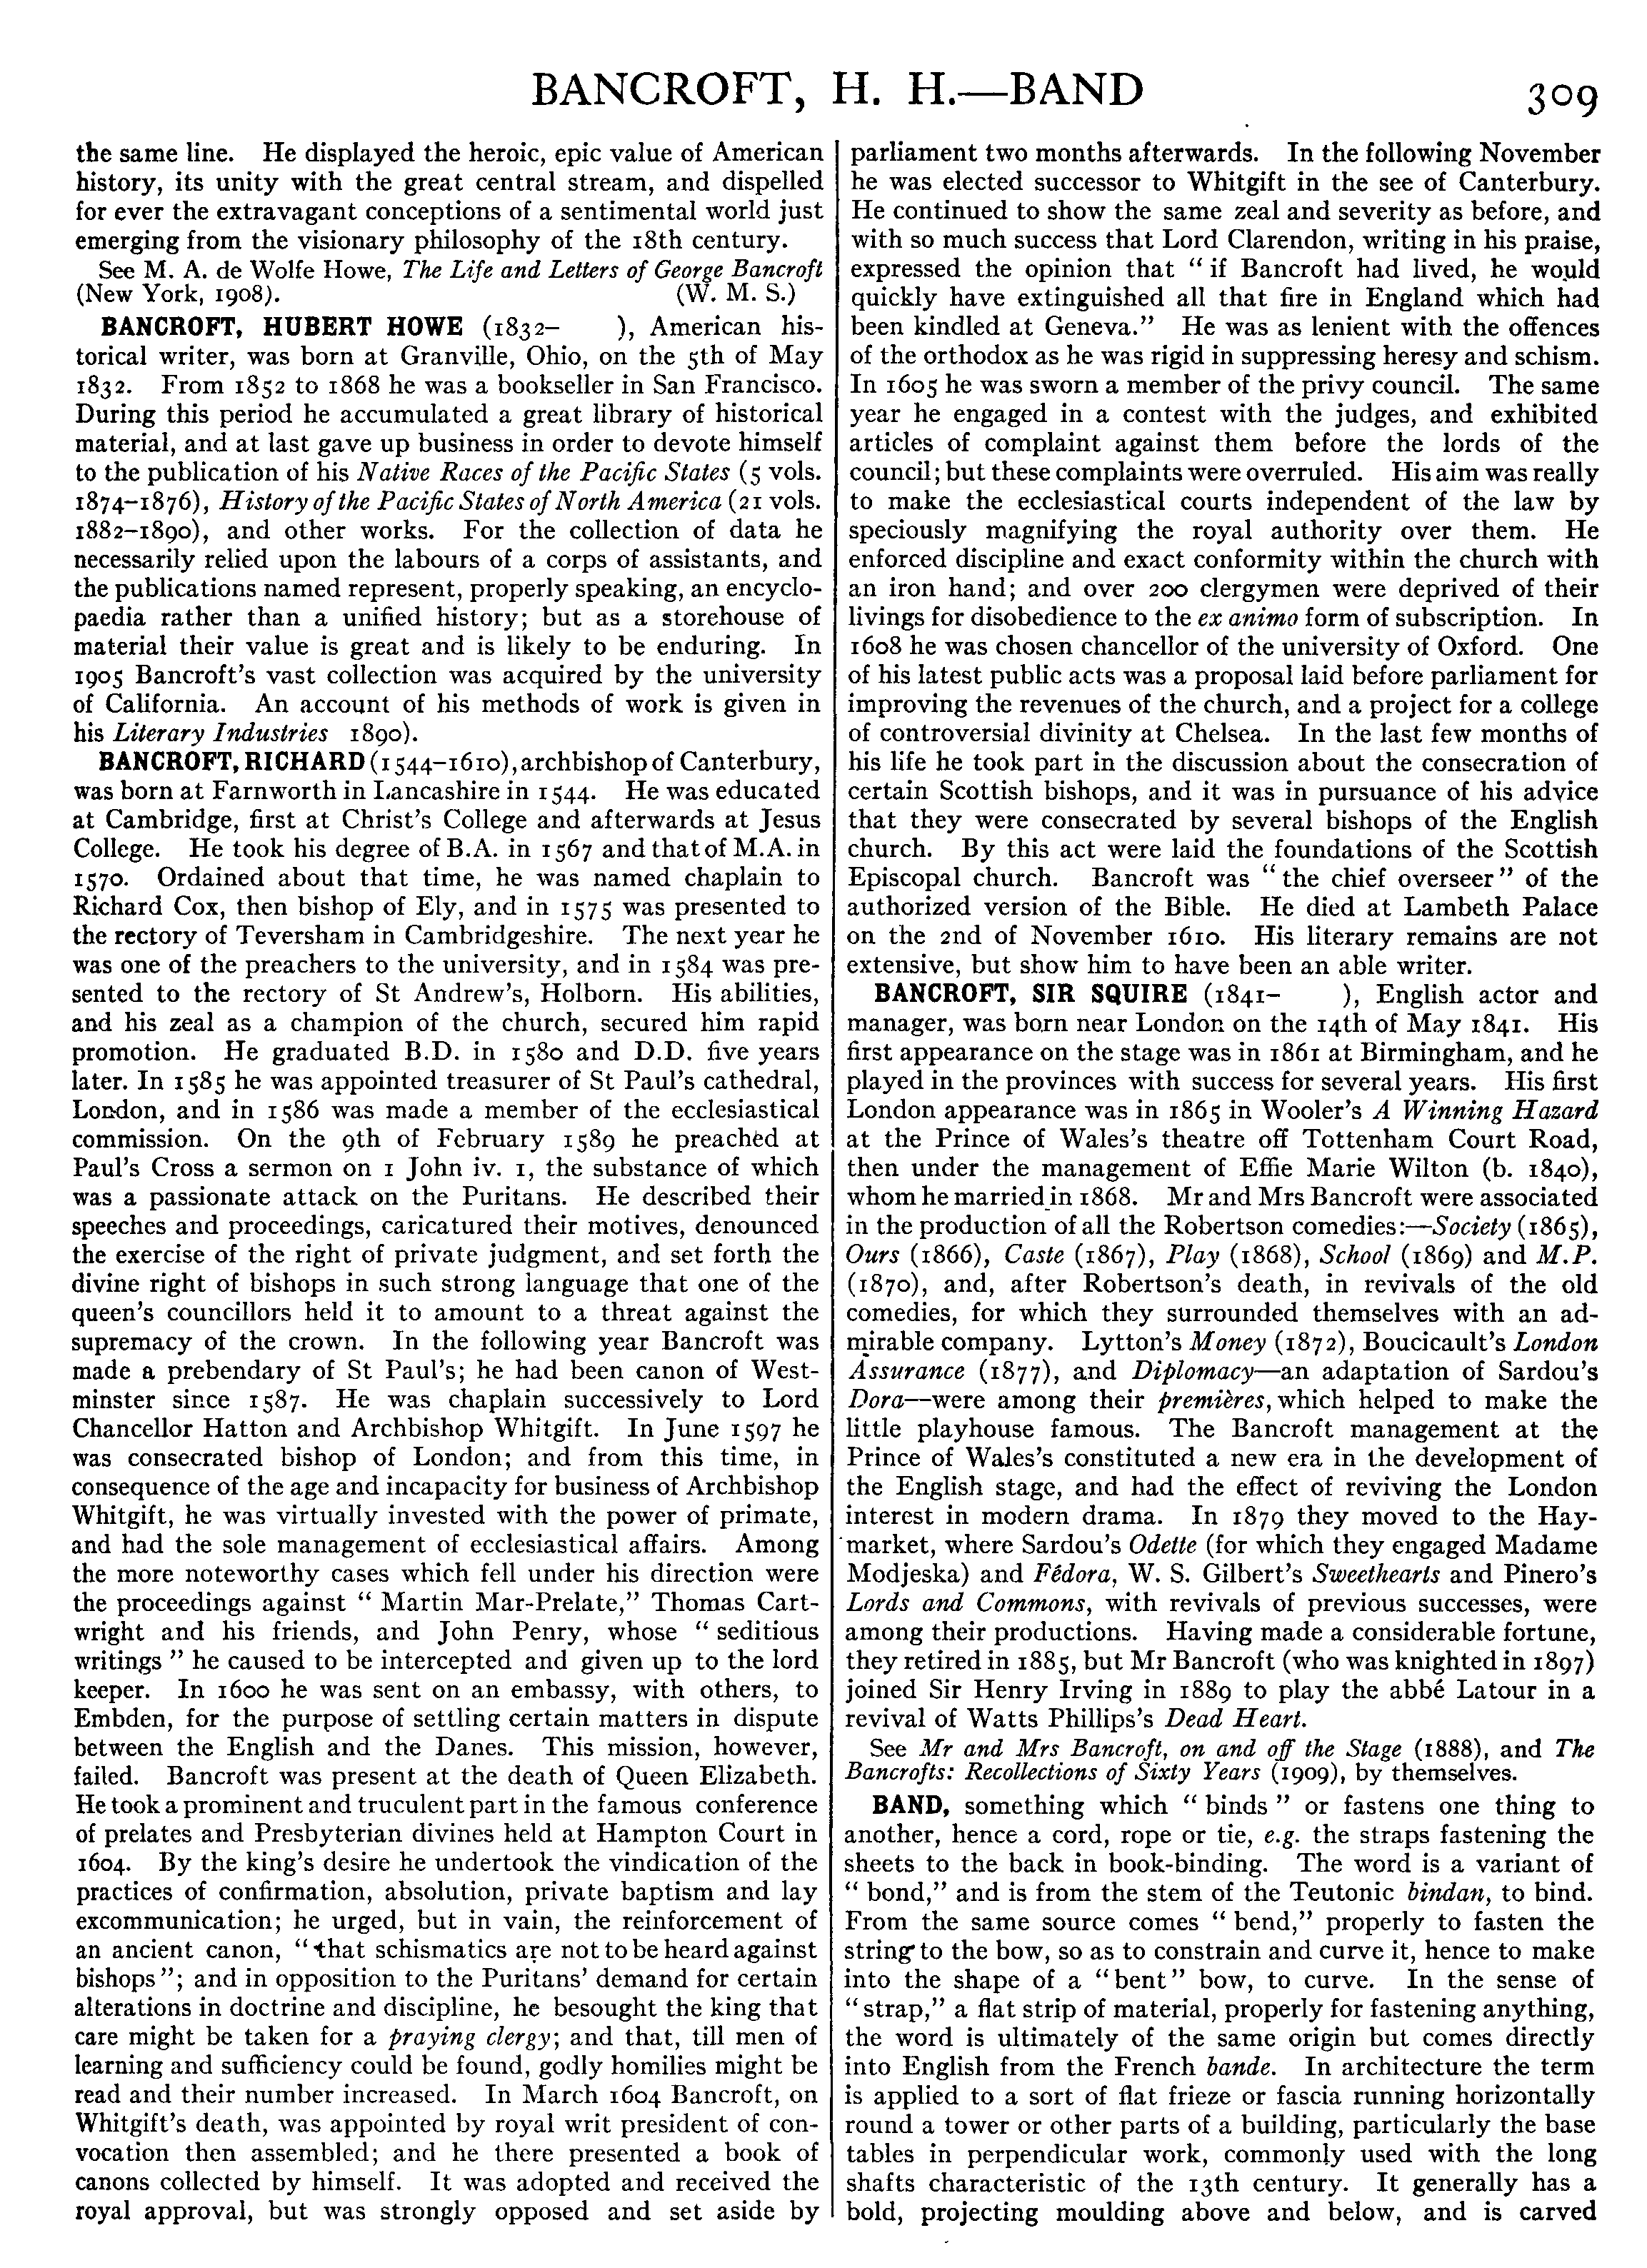 BANCROFT, H. H.—BAND
309
the same line. He displayed the heroic, epic value of American
history, its unity with the great central stream, and dispelled
for ever the extravagant conceptions of a sentimental world just
emerging from the visionary philosophy of the 18th century.
See M. A. de Wolfe Howe, The Life and Letters of George Bancroft
(New York, 1908). (W. M. S.)
BANCROFT, HUBERT HOWE (1832– ), American his-
torical writer, was born at Granville, Ohio, on the 5th of May
1832. From 1852 to 1868 he was a bookseller in San Francisco.
During this period he accumulated a great library of historical
material, and at last gave up business in order to devote himself
to the publication of his Native Races of the Pacific States (5 vols.
1874–1876), History of the Pacific States of North America (21 vols.
1882–1890), and other works. For the collection of data he
necessarily relied upon the labours of a corps of assistants, and
the publications named represent, properly speaking, an encyclo-
paedia rather than a unified history; but as a storehouse of
material their value is great and is likely to be enduring. In
1905 Bancroft's vast collection was acquired by the university
of California. An account of his methods of work is given in
his Literary Industries 1890).
BANCROFT, RICHARD (1544–1610), archbishop of Canterbury,
was born at Farnworth in Lancashire in 1544. He was educated
at Cambridge, first at Christ's College and afterwards at Jesus
College. He took his degree of B.A. in 1567 and that of M.A. in
1570. Ordained about that time, he was named chaplain to
Richard Cox, then bishop of Ely, and in 1575 was presented to
the rectory of Teversham in Cambridgeshire. The next year he
was one of the preachers to the university, and in 1584 was pre-
sented to the rectory of St Andrew's, Holborn. His abilities,
and his zeal as a champion of the church, secured him rapid
promotion. He graduated B.D. in 1580 and D.D. five years
later. In 1585 he was appointed treasurer of St Paul's cathedral,
London, and in 1586 was made a member of the ecclesiastical
commission. On the 9th of February 1589 he preached at
Paul's Cross a sermon on 1 John iv. 1, the substance of which
was a passionate attack on the Puritans. He described their
speeches and proceedings, caricatured their motives, denounced
the exercise of the right of private judgment, and set forth the
divine right of bishops in such strong language that one of the
queen's councillors held it to amount to a threat against the
supremacy of the crown. In the following year Bancroft was
made a prebendary of St Paul's; he had been canon of West-
minster since 1587. He was chaplain successively to Lord
Chancellor Hatton and Archbishop Whitgift. In June 1597 he
was consecrated bishop of London; and from this time, in
consequence of the age and incapacity for business of Archbishop
Whitgift, he was virtually invested with the power of primate,
and had the sole management of ecclesiastical affairs. Among
the more noteworthy cases which fell under his direction were
the proceedings against " Martin Mar-Prelate," Thomas Cart-
wright and his friends, and John Penry, whose " seditious
writings " he caused to be intercepted and given up to the lord
keeper. In 1600 he was sent on an embassy, with others, to
Embden, for the purpose of settling certain matters in dispute
between the English and the Danes. This mission, however,
failed. Bancroft was present at the death of Queen Elizabeth.
He took a prominent and truculent part in the famous conference
of prelates and Presbyterian divines held at Hampton Court in
1604. By the king's desire he undertook the vindication of the
practices of confirmation, absolution, private baptism and lay
excommunication; he urged, but in vain, the reinforcement of
an ancient canon, "that schismatics are not to be heard against
bishops"; and in opposition to the Puritans' demand for certain
alterations in doctrine and discipline, he besought the king that
care might be taken for a praying clergy; and that, till men of
learning and sufficiency could be found, godly homilies might be
read and their number increased. In March 1604 Bancroft, on
Whitgift's death, was appointed by royal writ president of con-
vocation then assembled; and he there presented a book of
canons collected by himself. It was adopted and received the
royal approval, but was strongly opposed and set aside by
parliament two months afterwards. In the following November
he was elected successor to Whitgift in the see of Canterbury.
He continued to show the same zeal and severity as before, and
with so much success that Lord Clarendon, writing in his praise,
expressed the opinion that " if Bancroft had lived, he would
quickly have extinguished all that fire in England which had
been kindled at Geneva." He was as lenient with the offences
of the orthodox as he was rigid in suppressing heresy and schism.
In 1605 he was sworn a member of the privy council. The same
year he engaged in a contest with the judges, and exhibited
articles of complaint against them before the lords of the
council; but these complaints were overruled. His aim was really
to make the ecclesiastical courts independent of the law by
speciously magnifying the royal authority over them. He
enforced discipline and exact conformity within the church with
an iron hand; and over 200 clergymen were deprived of their
livings for disobedience to the ex animo form of subscription. In
1608 he was chosen chancellor of the university of Oxford. One
of his latest public acts was a proposal laid before parliament for
improving the revenues of the church, and a project for a college
of controversial divinity at Chelsea. In the last few months of
his life he took part in the discussion about the consecration of
certain Scottish bishops, and it was in pursuance of his advice
that they were consecrated by several bishops of the English
church. By this act were laid the foundations of the Scottish
Episcopal church. Bancroft was "the chief overseer" of the
authorized version of the Bible. He died at Lambeth Palace
on the 2nd of November 1610. His literary remains are not
extensive, but show him to have been an able writer.
BANCROFT, SIR SQUIRE (1841– ), English actor and
manager, was born near London on the 14th of May 1841. His
first appearance on the stage was in 1861 at Birmingham, and he
played in the provinces with success for several years. His first
London appearance was in 1865 in Wooler's A Winning Hazard
at the Prince of Wales's theatre off Tottenham Court Road,
then under the management of Effie Marie Wilton (b. 1840),
whom he married in 1868. Mr and Mrs Bancroft were associated
in the production of all the Robertson comedies:—Society (1865),
Ours (1866), Caste (1867), Play (1868), School (1869) and M.P.
(1870), and, after Robertson's death, in revivals of the old
comedies, for which they surrounded themselves with an ad-
mirable company. Lytton's Money (1872), Boucicault's London
Assurance (1877), and Diplomacy—an adaptation of Sardou's
Dora—were among their premières, which helped to make the
little playhouse famous. The Bancroft management at the
Prince of Wales's constituted a new era in the development of
the English stage, and had the effect of reviving the London
interest in modern drama. In 1879 they moved to the Hay-
market, where Sardou's Odette (for which they engaged Madame
Modjeska) and Fédora, W. S. Gilbert's Sweethearts and Pinero's
Lords and Commons, with revivals of previous successes, were
among their productions. Having made a considerable fortune,
they retired in 1885, but Mr Bancroft (who was knighted in 1897)
joined Sir Henry Irving in 1889 to play the abbé Latour in a
revival of Watts Phillips's Dead Heart.
See Mr and Mrs Bancroft, on and off the Stage (1888), and The
Bancrofts: Recollections of Sixty Years (1909), by themselves.
BAND, something which " binds " or fastens one thing to
another, hence a cord, rope or tie, e.g. the straps fastening the
sheets to the back in book-binding. The word is a variant of
" bond," and is from the stem of the Teutonic bindan, to bind.
From the same source comes " bend," properly to fasten the
string to the bow, so as to constrain and curve it, hence to make
into the shape of a "bent" bow, to curve. In the sense of
"strap," a flat strip of material, properly for fastening anything,
the word is ultimately of the same origin but comes directly
into English from the French bande. In architecture the term
is applied to a sort of flat frieze or fascia running horizontally
round a tower or other parts of a building, particularly the base
tables in perpendicular work, commonly used with the long
shafts characteristic of the 13th century. It generally has a
bold, projecting moulding above and below, and is carved